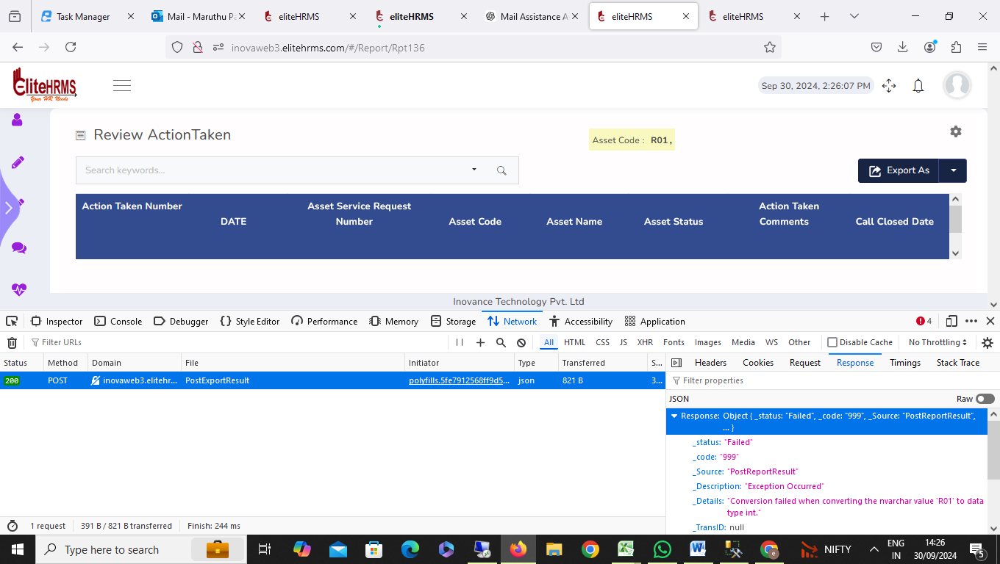 Task Manager
Mail - Maruthu Pa
eliteHRMS
eliteHRMS
Mail Assistance A
eliteHRMS
eliteHRMS
inovaweb3.elitehrms.com/#/Report/Rpt136
EliteHRMS
Your HR Needs
Sep 30, 2024, 2:26:07 PM
Review ActionTaken
Asset Code : R01 ,
Search keywords...
Export As
Action Taken Number
DATE
Asset Service Request
Number
Asset Code
Asset Name
Asset Status
Action Taken
Comments
Call Closed Date
Inovance Technology Pvt. Ltd
Inspector Console Debugger Style Editor Performance Memory Storage Network Accessibility Application 4
Filter URLs
All HTML CSS JS XHR Fonts Images Media WS Other Disable Cache No Throttling
Status Method Domain File Initiator Type Transferred S...
200 POST inovaweb3.elitehr... PostExportResult polyfills.5fe7912568ff9d5... json 821 B 3...
Headers Cookies Request Response Timings Stack Trace
Filter properties
JSON Raw
Response: Object { _status: "Failed", _code: "999", _Source: "PostReportResult",
... }
_status: "Failed"
_code: "999"
_Source: "PostReportResult"
_Description: "Exception Occurred"
_Details: "Conversion failed when converting the nvarchar value 'R01' to data
type int."
_TransID: null
1 request 391 B / 821 B transferred Finish: 244 ms
Type here to search
NIFTY
ENG
IN
14:26
30/09/2024
5